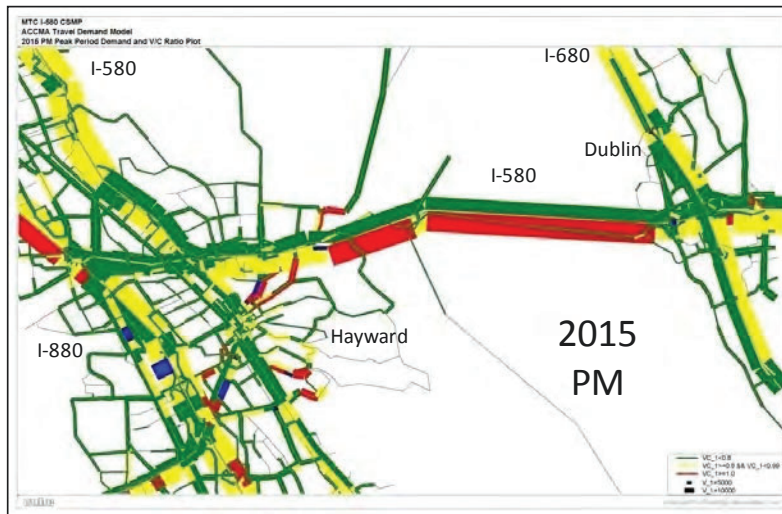 MTC I-580 CSMP
ACCMA Travel Demand Model
2015 PM Peak Period Demand and V/C Ratio Plot
I-580
I-680
Dublin
I-580
Hayward
I-880
2015
PM
VC_1<0.8
VC_1>=0.8 && VC_1<0.99
VC_1>=1.0
V_1=5000
V_1=10000